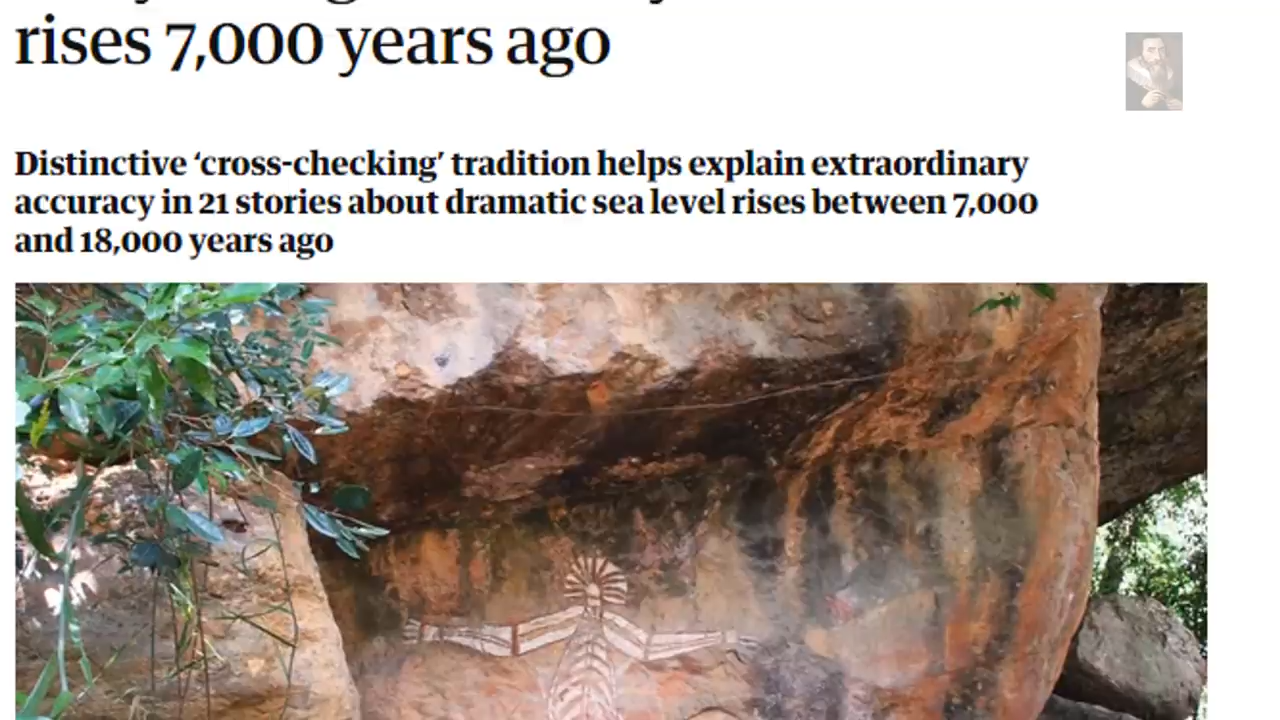 rises 7,000 years ago
Distinctive ‘cross-checking’ tradition helps explain extraordinary
accuracy in 21 stories about dramatic sea level rises between 7,000
and 18,000 years ago